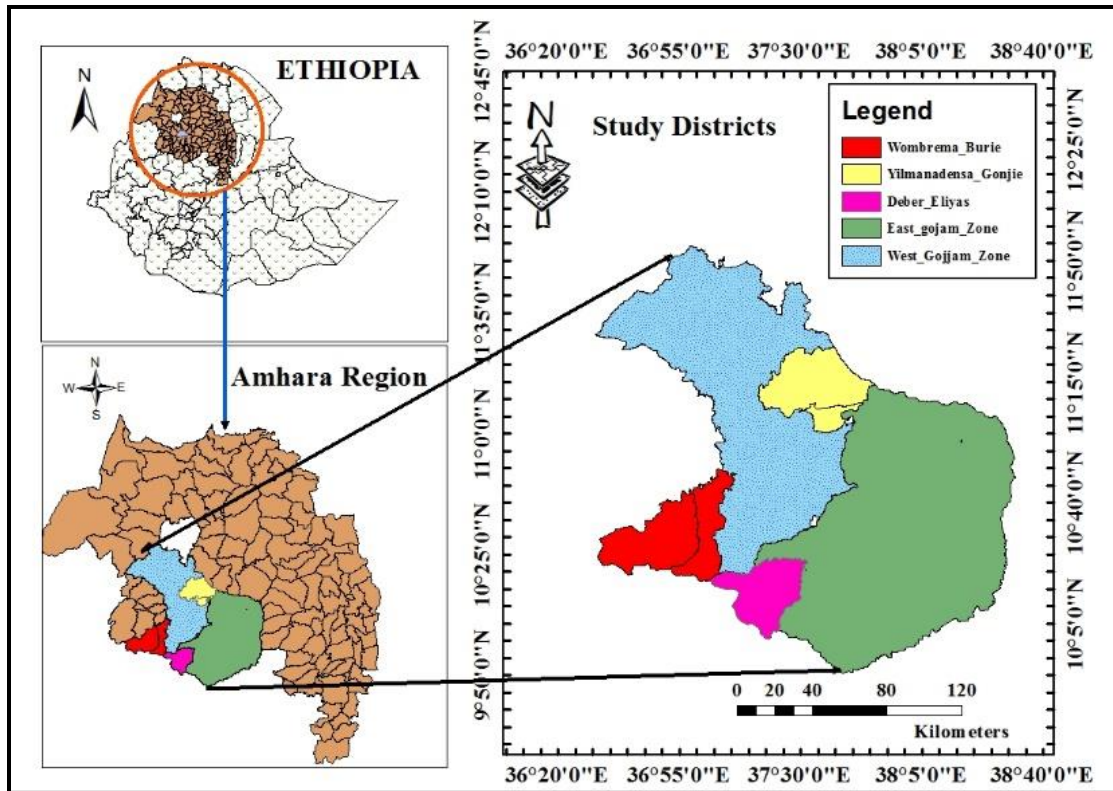 ETHIOPIA
N
Amhara Region
N
W E
S
36°20'0"E 36°55'0"E 37°30'0"E 38°5'0"E 38°40'0"E
N
Study Districts
Legend
Wombrema_Burie
Yilmanadensa_Gonjie
Deber_Eliyas
East_gojam_Zone
West_Gojjam_Zone
12°45'0"N
12°10'0"N
11°35'0"N
11°0'0"N
10°25'0"N
9°50'0"N
12°25'0"N
11°50'0"N
11°15'0"N
10°40'0"N
10°5'0"N
0 20 40 80 120
Kilometers
36°20'0"E 36°55'0"E 37°30'0"E 38°5'0"E 38°40'0"E